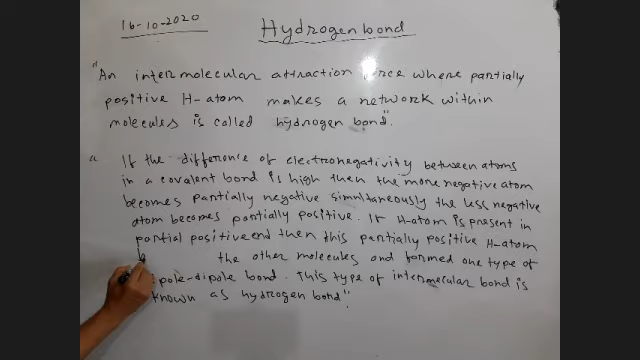 16-10-2020
Hydrogen bond
"An intermolecular attraction force where partially
positive H-atom makes a network within
molecules is called hydrogen bond".
If the difference of electronegativity between atoms
in a covalent bond is high then the more negative atom
becomes partially negative simultaneously the less negative
atom becomes partially positive. If H-atom is present in
partial positive end then this partially positive H-atom
the other molecules and formed one type of
pole-dipole bond. This type of intermecular bond is
known as hydrogen bond".